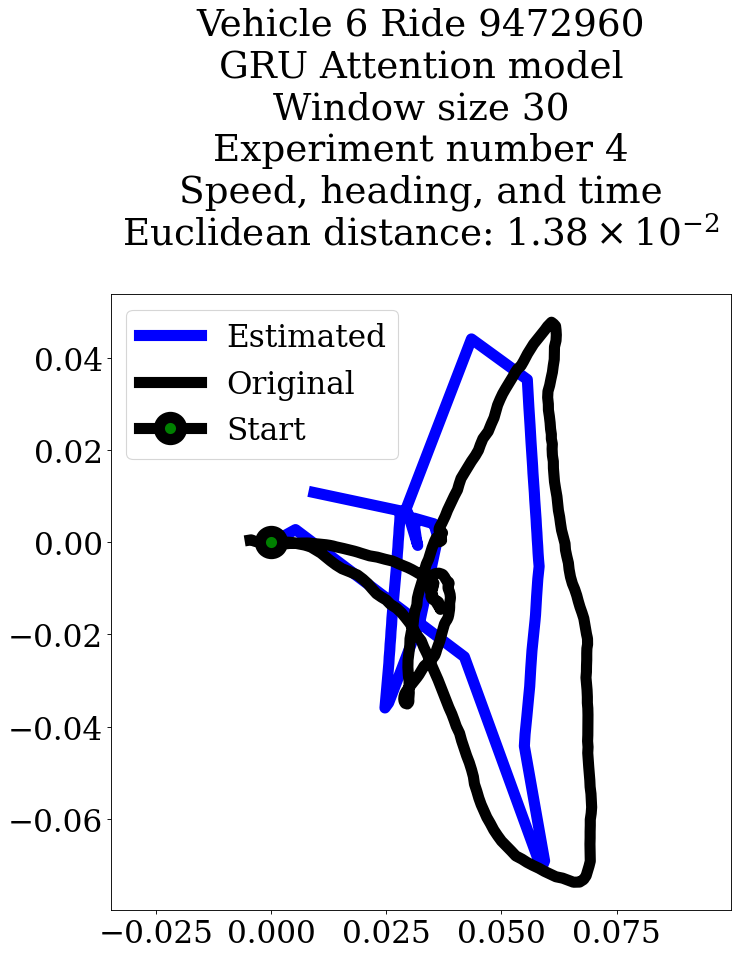 Vehicle 6 Ride 9472960
GRU Attention model
Window size 30
Experiment number 4
Speed, heading, and time
Euclidean distance: 1.38 × 10⁻²
Estimated
Original
Start
0.04
0.02
0.00
−0.02
−0.04
−0.06
−0.025 0.000 0.025 0.050 0.075